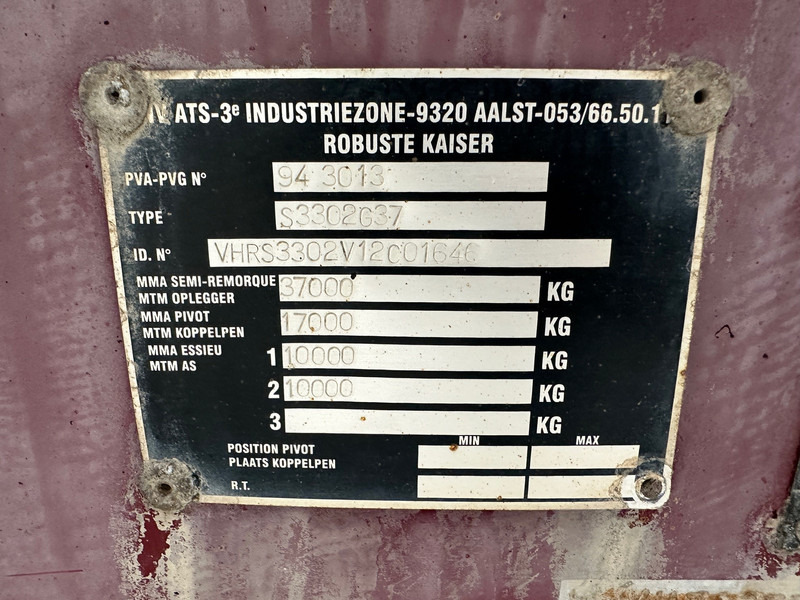 ATS-3e INDUSTRIEZONE-9320 AALST-053/66.50.1
ROBUSTE KAISER
PVA-PVG N° 94 3013
TYPE S3302G37
ID. N° VHRS3302V12C01646
MMA SEMI-REMORQUE 37000
MTM OPLEGGER KG
MMA PIVOT 17000
MTM KOPPELPEN KG
MMA ESSIEU 1 10000 KG
MTM AS
2 10000 KG
3 KG
MIN MAX
POSITION PIVOT
PLAATS KOPPELPEN
R.T.